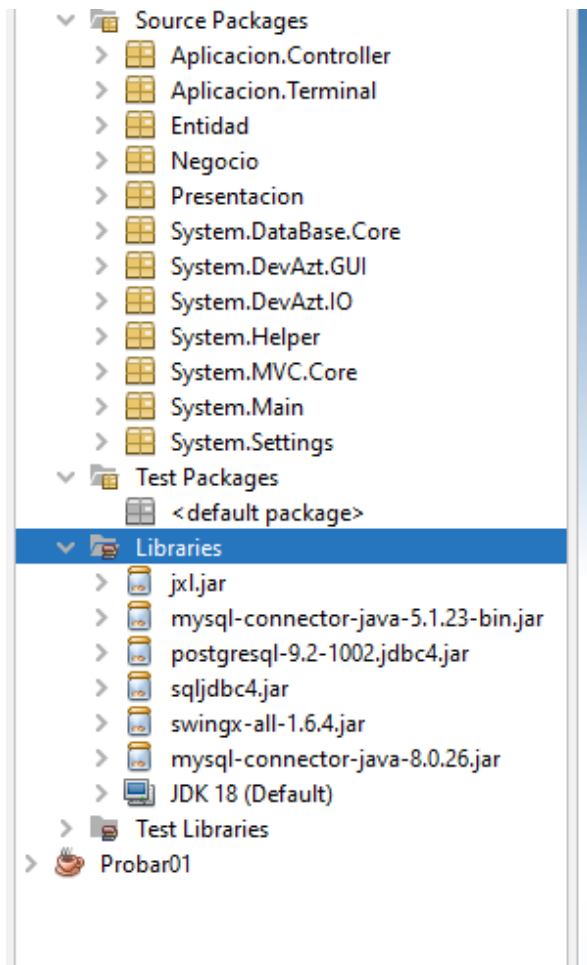 Source Packages
Aplicacion.Controller
Aplicacion.Terminal
Entidad
Negocio
Presentacion
System.DataBase.Core
System.DevAzt.GUI
System.DevAzt.IO
System.Helper
System.MVC.Core
System.Main
System.Settings
Test Packages
<default package>
Libraries
jxl.jar
mysql-connector-java-5.1.23-bin.jar
postgresql-9.2-1002.jdbc4.jar
sqljdbc4.jar
swingx-all-1.6.4.jar
mysql-connector-java-8.0.26.jar
JDK 18 (Default)
Test Libraries
Probar01